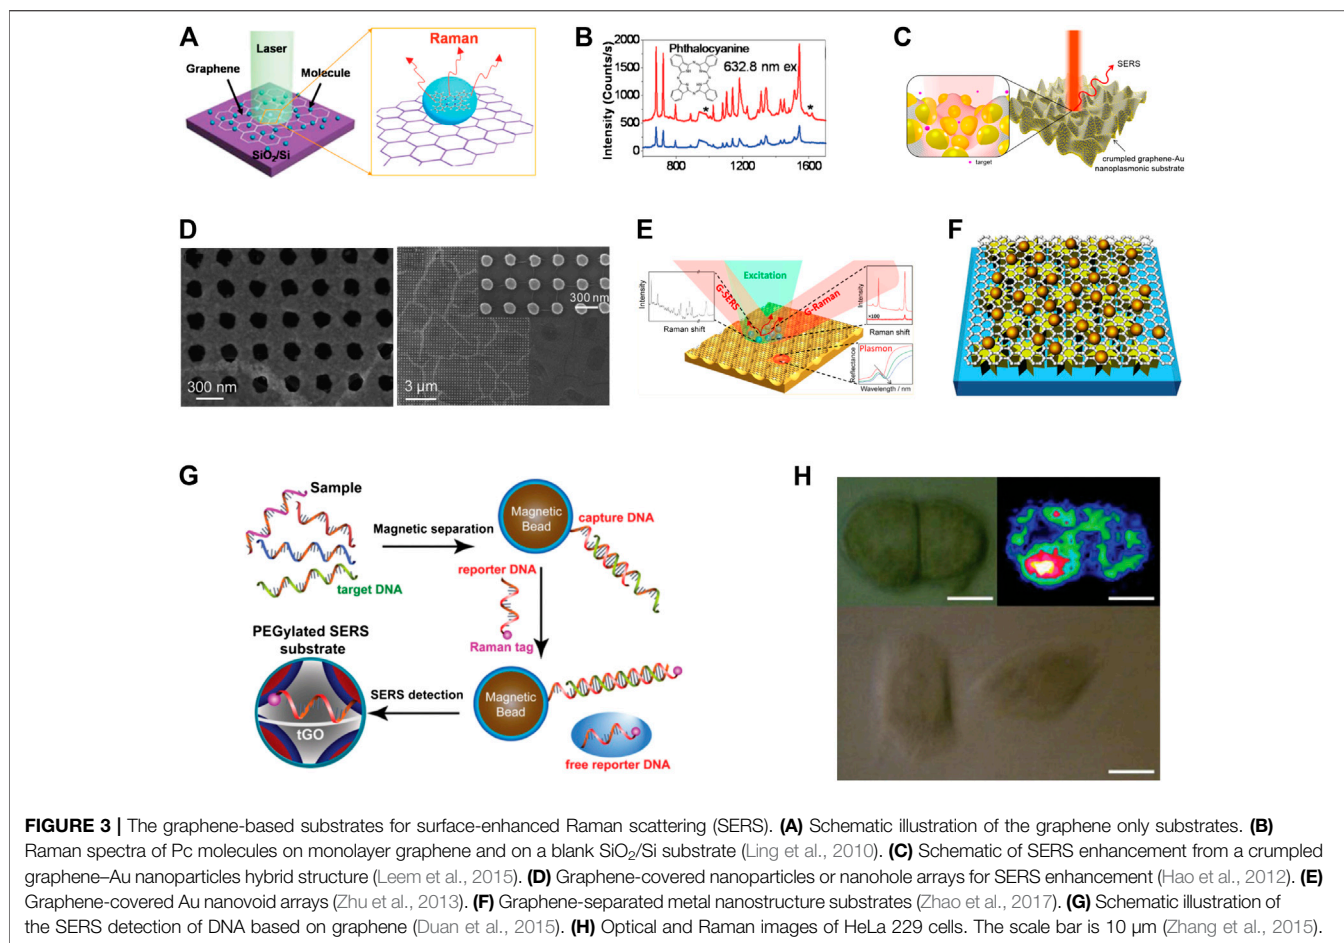 A
Laser
Graphene
Molecule
SiO2/Si
Raman
B
Intensity (Counts/s)
2000
1500
1000
500
0
Phthalocyanine
632.8 nm ex
*
*
800
1200
1600
C
SERS
target
crumpled graphene-Au
nanoplasmonic substrate
D
300 nm
3 µm
300 nm
E
Excitation
G-SERS
G-Raman
Intensity
Raman shift
Intensity
×100
Raman shift
Plasmon
Reflectance
Wavelength / nm
F
G
Sample
target DNA
Magnetic separation
Magnetic
Bead
capture DNA
reporter DNA
Raman tag
PEGylated SERS
substrate
tGO
SERS detection
Magnetic
Bead
free reporter DNA
H
FIGURE 3 | The graphene-based substrates for surface-enhanced Raman scattering (SERS). (A) Schematic illustration of the graphene only substrates. (B)
Raman spectra of Pc molecules on monolayer graphene and on a blank SiO2/Si substrate (Ling et al., 2010). (C) Schematic of SERS enhancement from a crumpled
graphene–Au nanoparticles hybrid structure (Leem et al., 2015). (D) Graphene-covered nanoparticles or nanohole arrays for SERS enhancement (Hao et al., 2012). (E)
Graphene-covered Au nanovoid arrays (Zhu et al., 2013). (F) Graphene-separated metal nanostructure substrates (Zhao et al., 2017). (G) Schematic illustration of
the SERS detection of DNA based on graphene (Duan et al., 2015). (H) Optical and Raman images of HeLa 229 cells. The scale bar is 10 µm (Zhang et al., 2015).